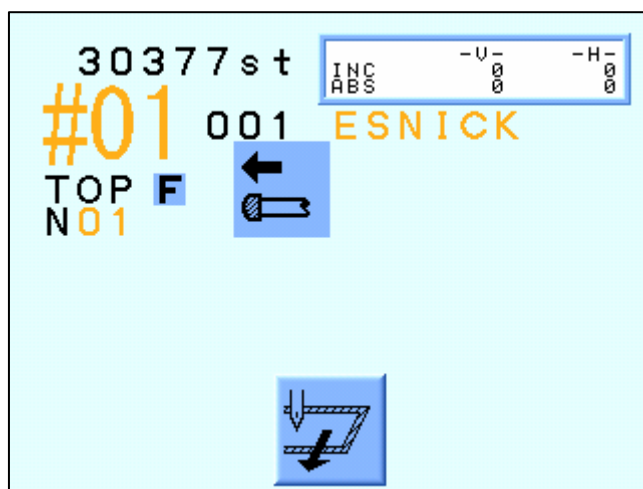 30377st
-V- -H-
INC 0 0
ABS 0 0
#01 001 ESNICK
TOP F
N01